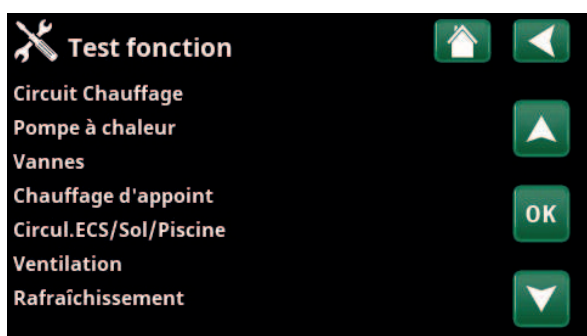 Test fonction
Circuit Chauffage
Pompe à chaleur
Vannes
Chauffage d'appoint
Circul.ECS/Sol/Piscine
Ventilation
Rafraîchissement
OK